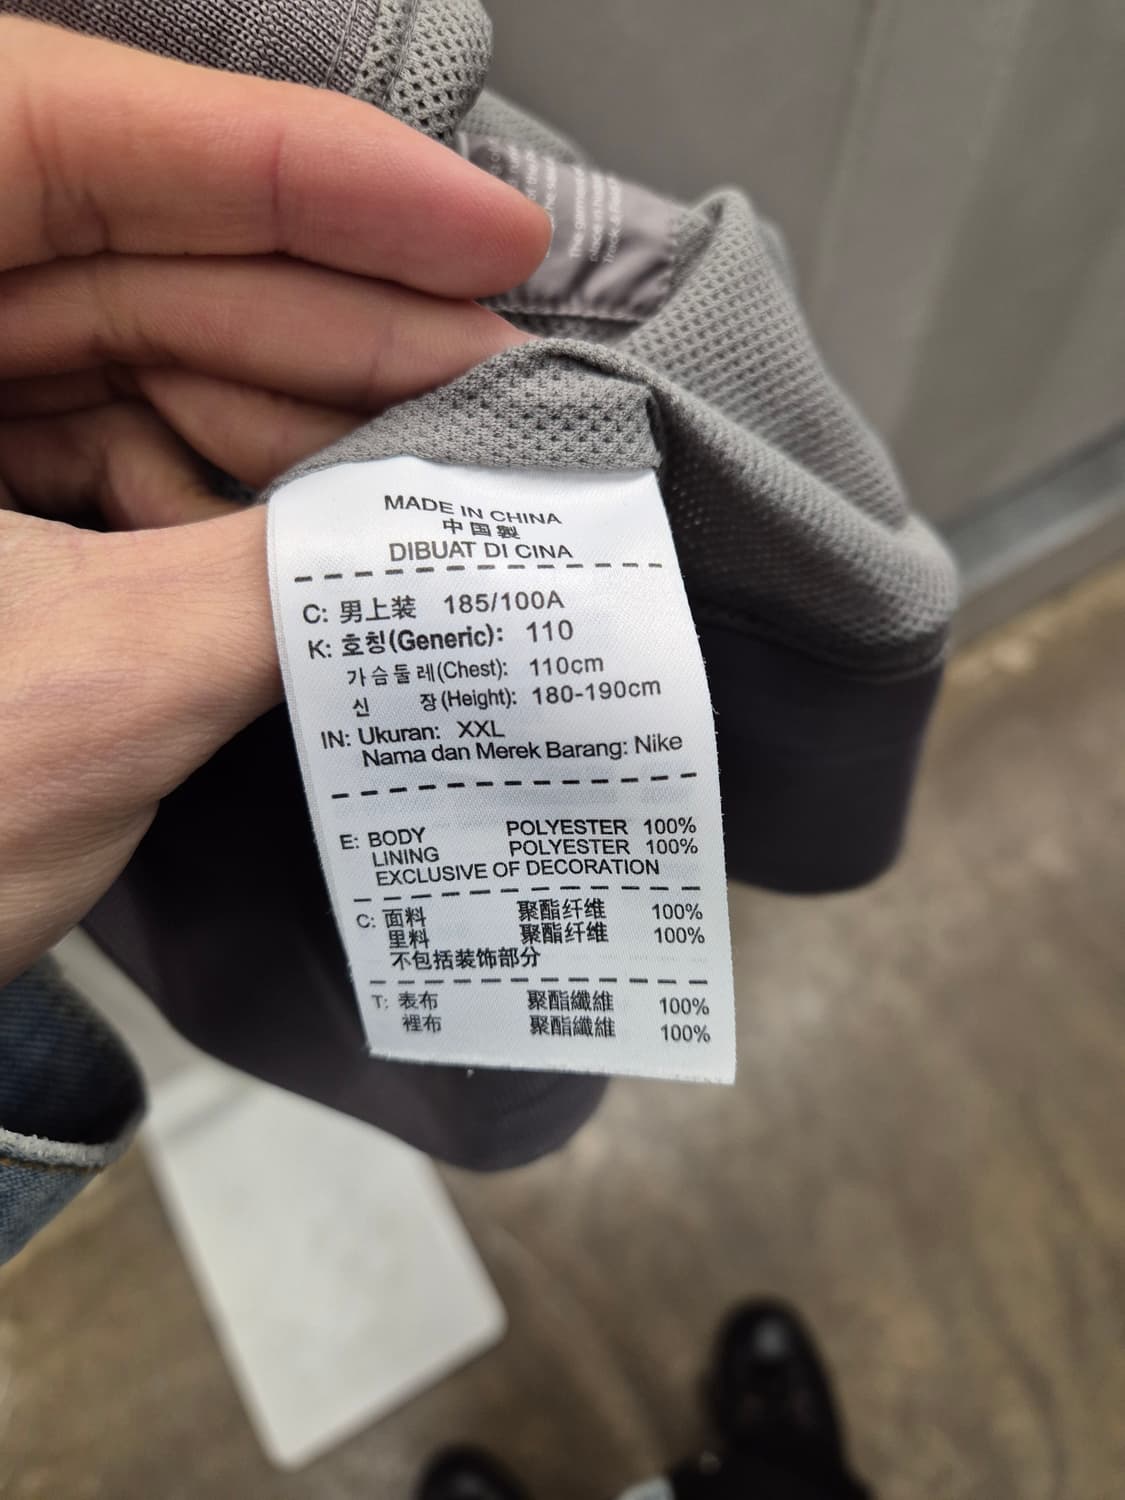 MADE IN CHINA
中国製
DIBUAT DI CINA
C: 男上装 185/100A
K: 호칭(Generic): 110
가슴둘레(Chest): 110cm
신 장(Height): 180-190cm
IN: Ukuran: XXL
Nama dan Merek Barang: Nike
E: BODY POLYESTER 100%
LINING POLYESTER 100%
EXCLUSIVE OF DECORATION
C: 面料 聚酯纤维 100%
里料 聚酯纤维 100%
不包括装饰部分
T: 表布 聚酯纖維 100%
裡布 聚酯纖維 100%